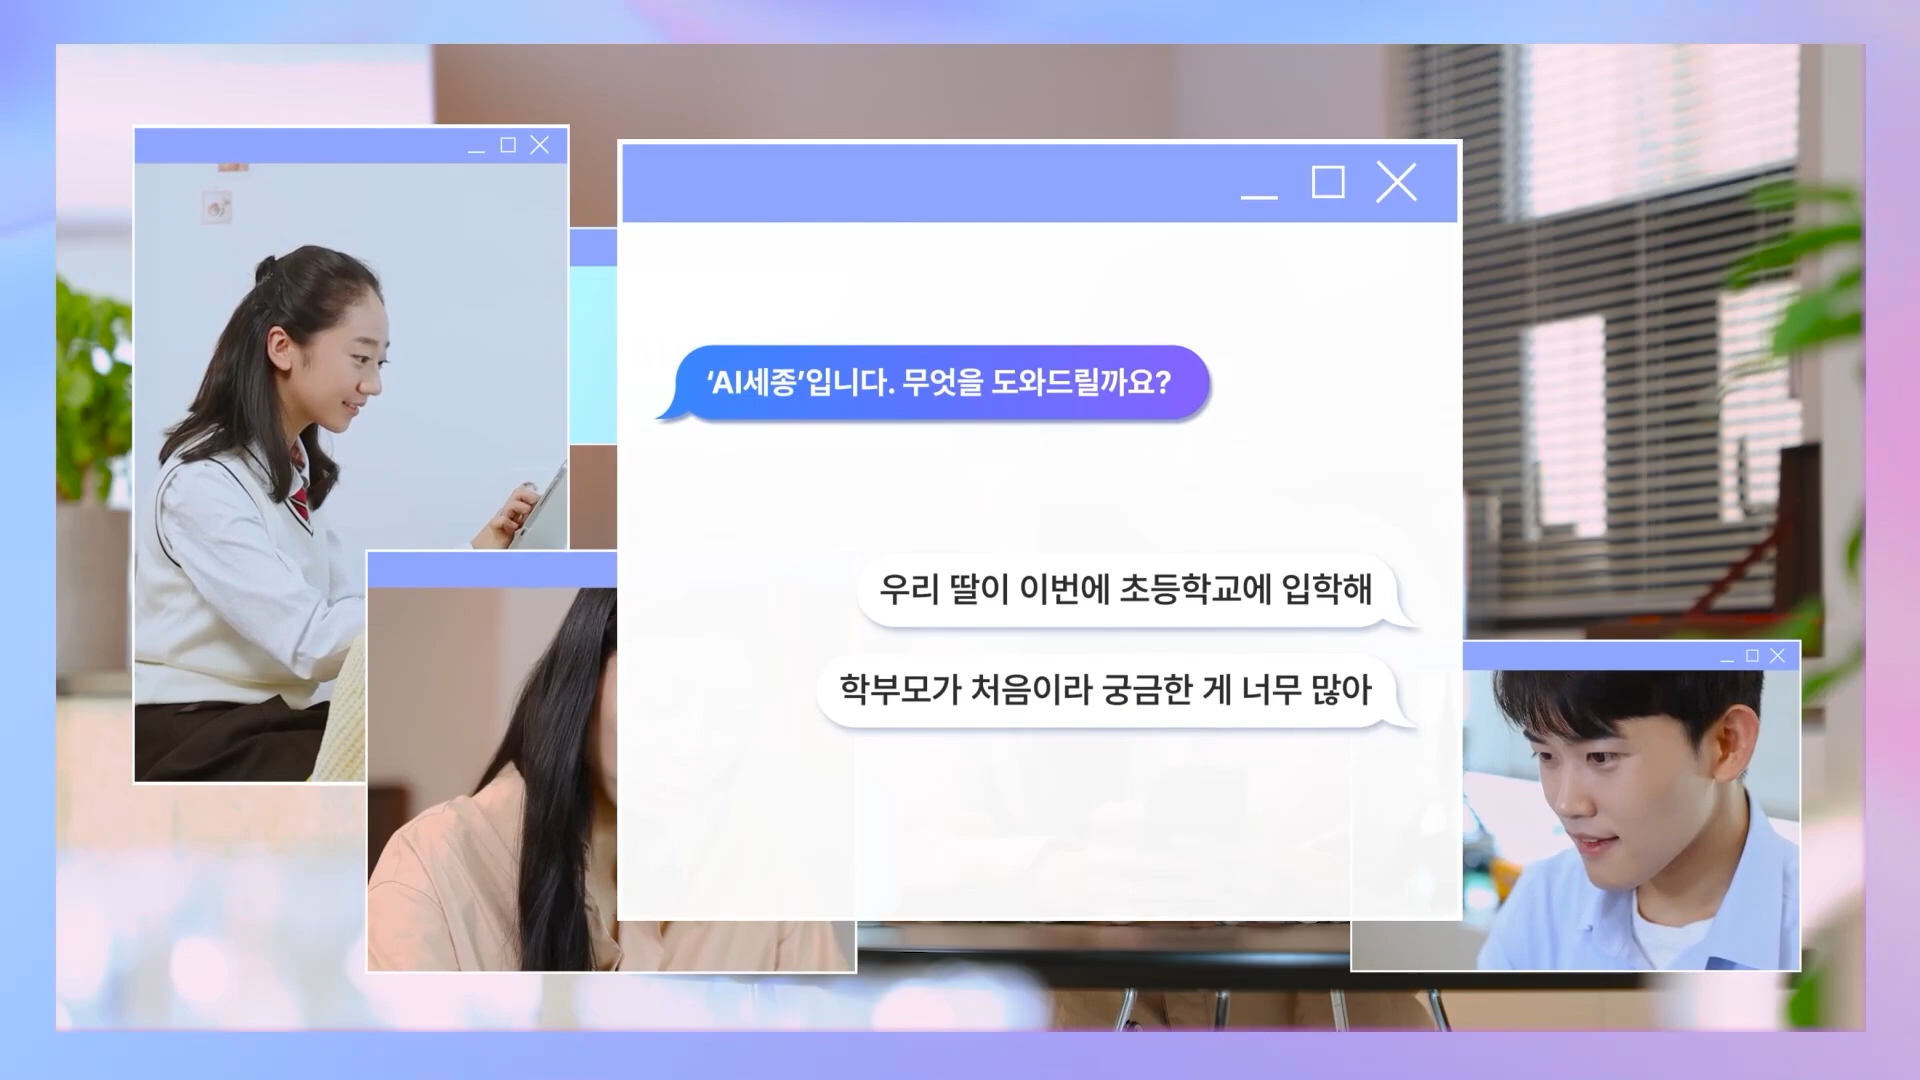 ‘AI세종’입니다. 무엇을 도와드릴까요?
우리 딸이 이번에 초등학교에 입학해
학부모가 처음이라 궁금한 게 너무 많아